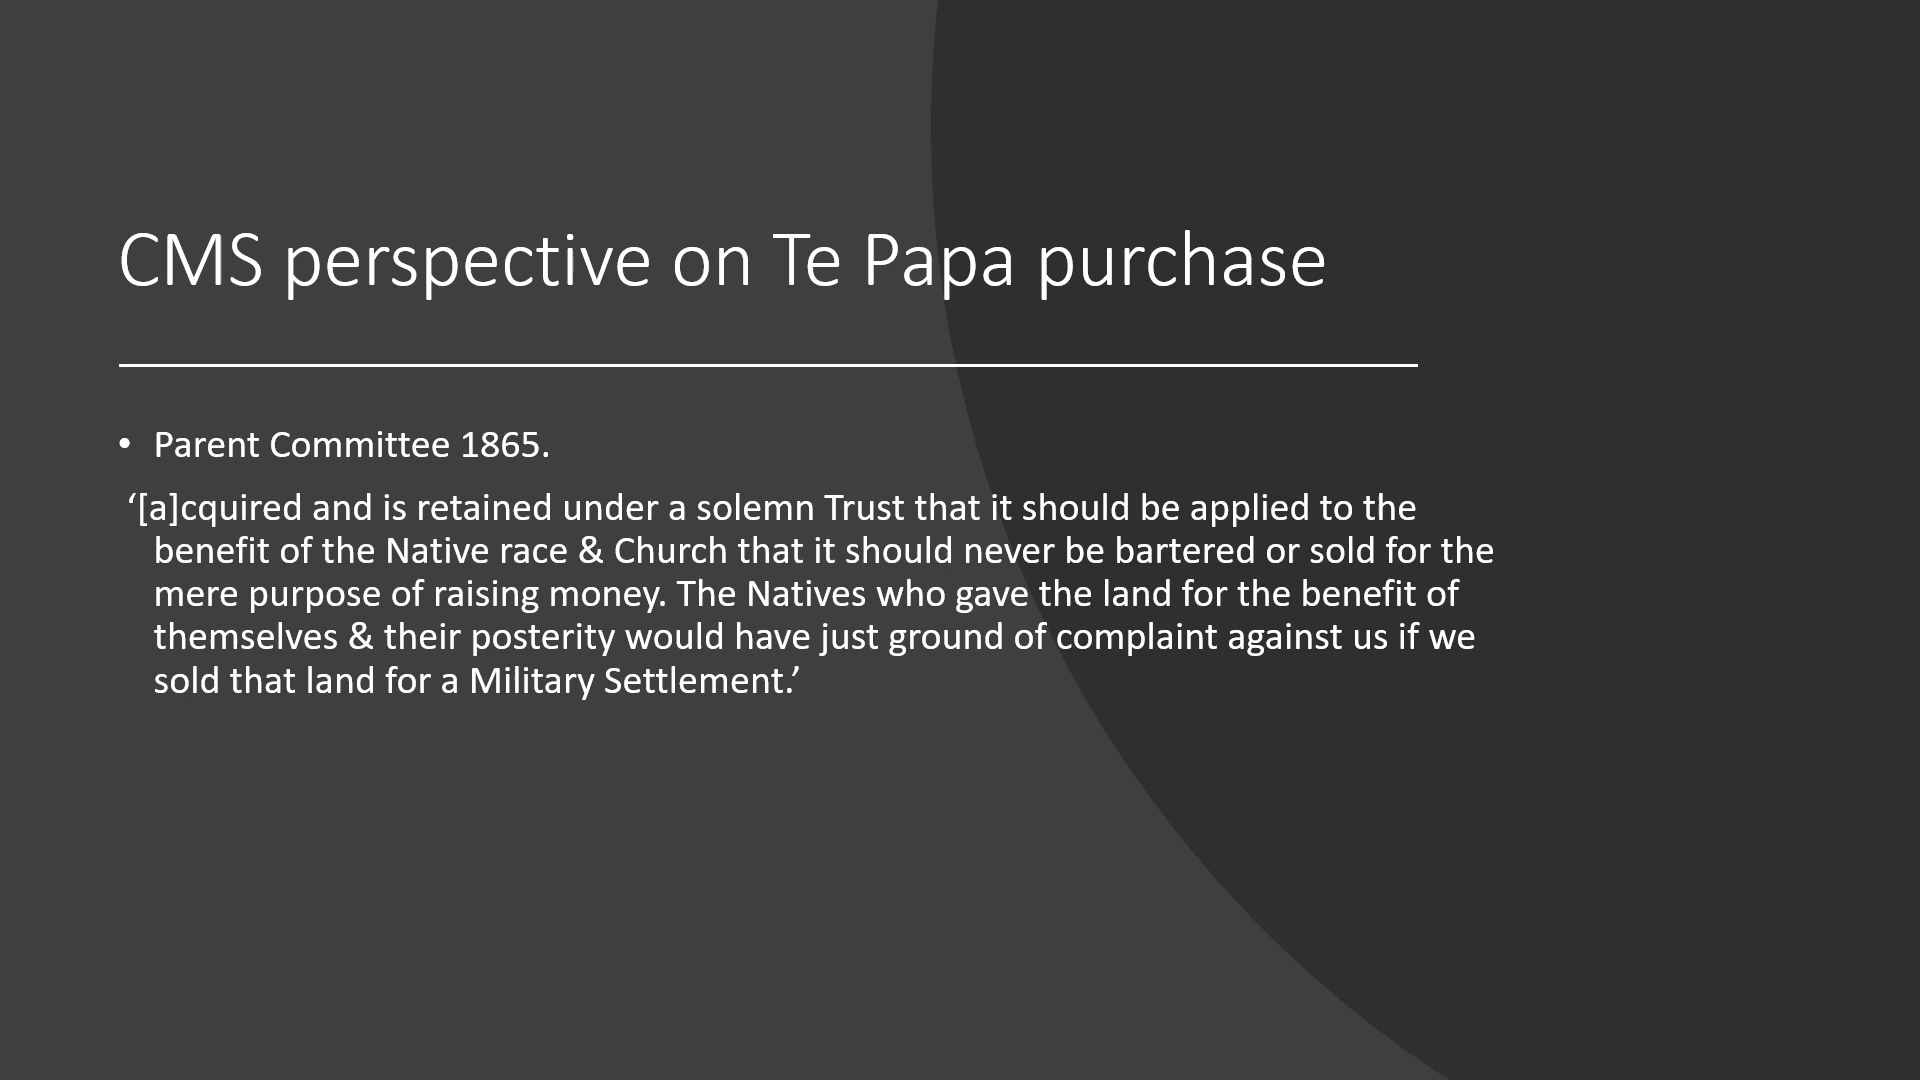 CMS perspective on Te Papa purchase
• Parent Committee 1865.
‘[a]cquired and is retained under a solemn Trust that it should be applied to the
benefit of the Native race & Church that it should never be bartered or sold for the
mere purpose of raising money. The Natives who gave the land for the benefit of
themselves & their posterity would have just ground of complaint against us if we
sold that land for a Military Settlement.’